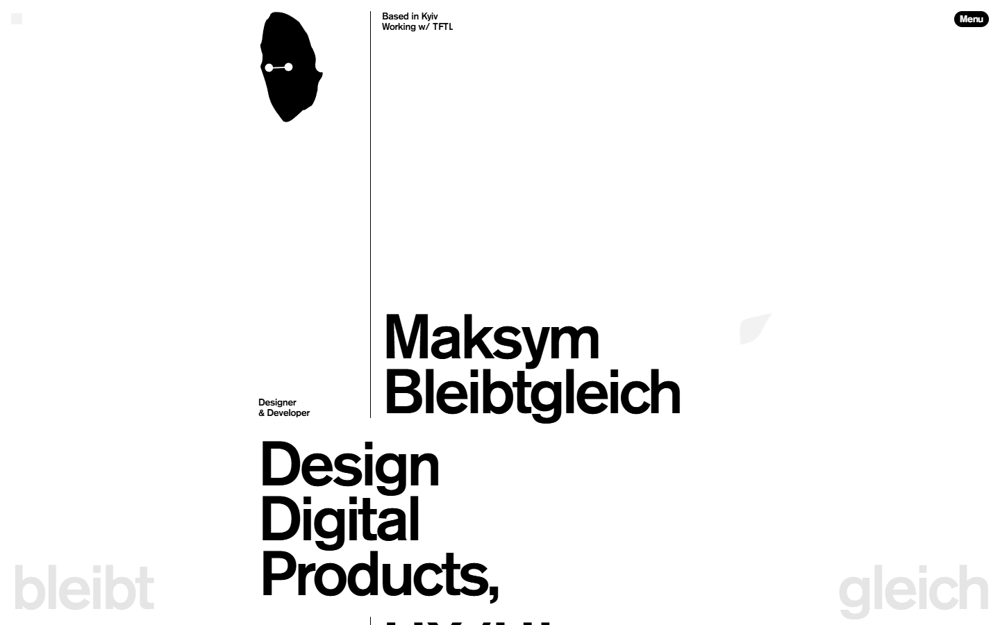 Based in Kyiv
Working w/ TFTL
Menu
Maksym
Bleibtgleich
Designer
& Developer
Design
Digital
Products,
bleibt
gleich